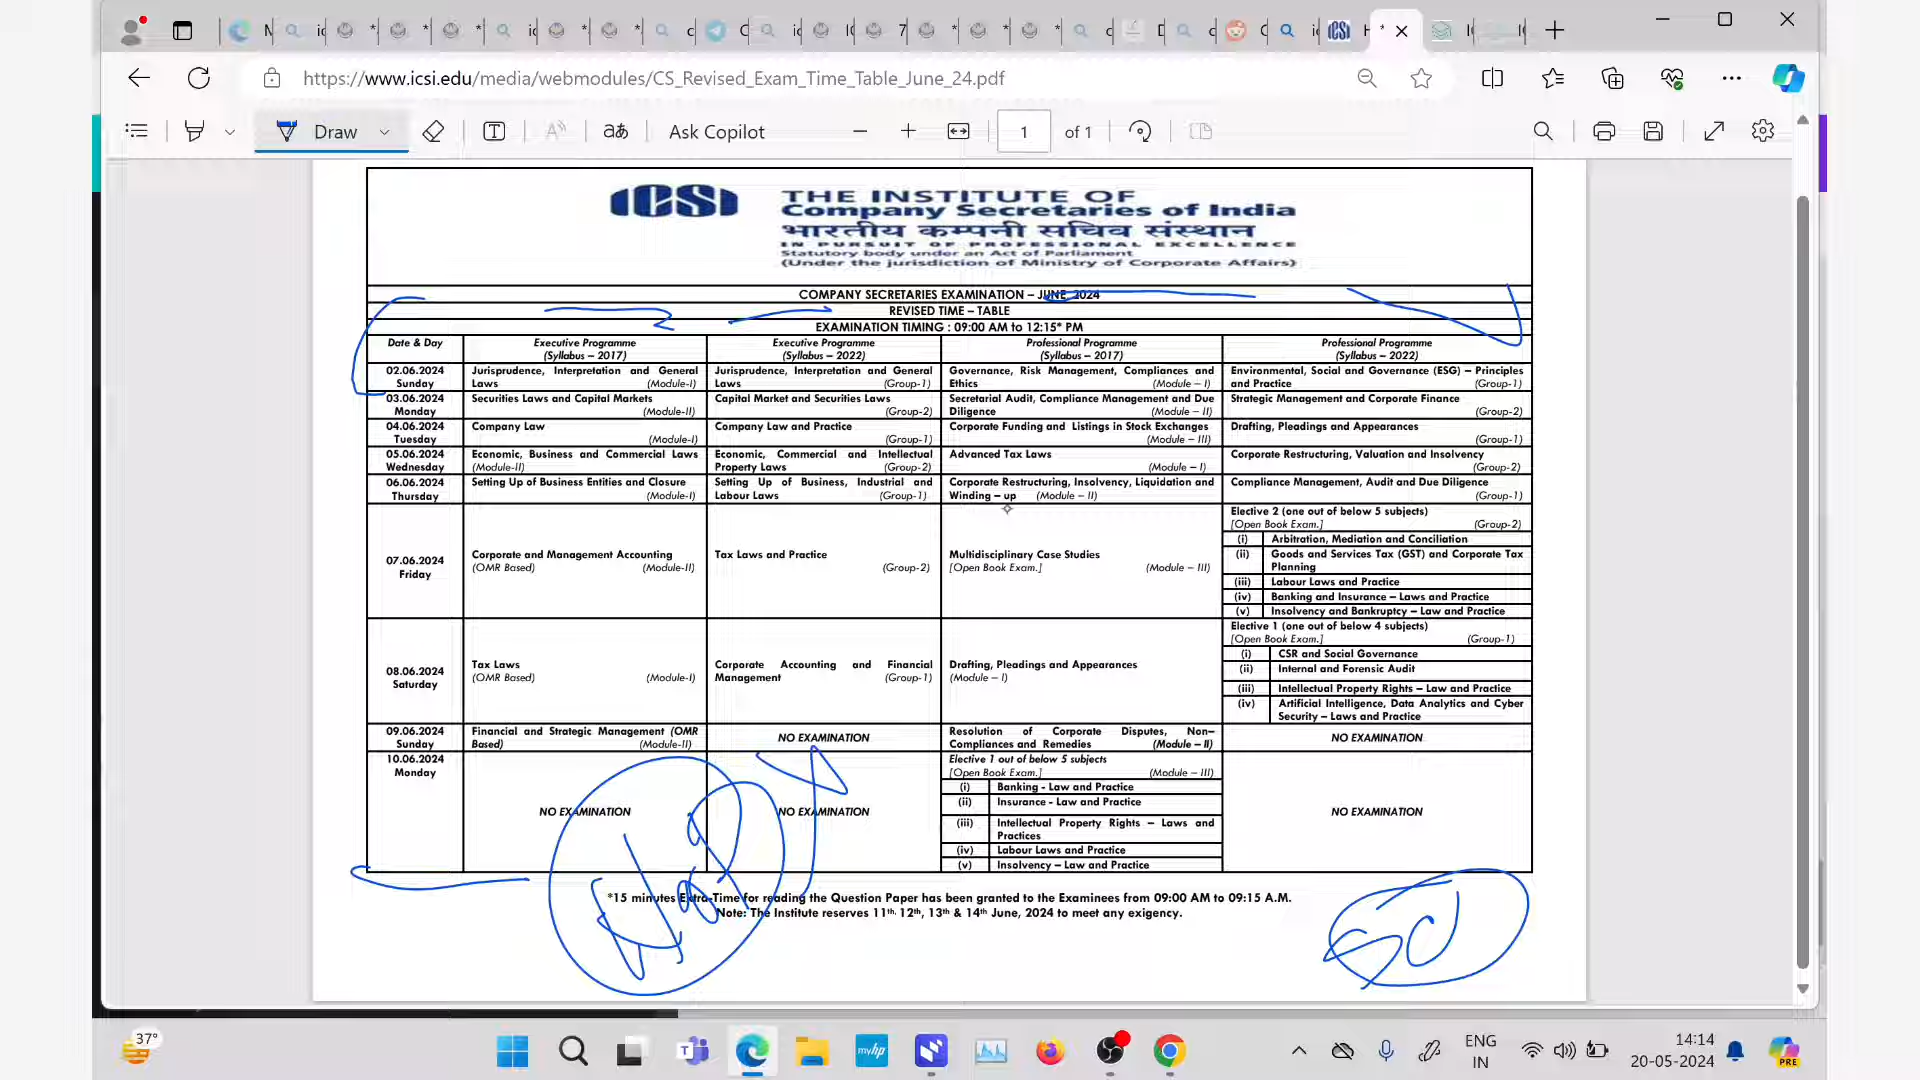 https://www.icsi.edu/media/webmodules/CS_Revised_Exam_Time_Table_June_24.pdf
Draw
Ask Copilot
1 of 1
ICSI
THE INSTITUTE OF
Company Secretaries of India
भारतीय कम्पनी सचिव संस्थान
IN PURSUIT OF PROFESSIONAL EXCELLENCE
Statutory body under an Act of Parliament
(Under the jurisdiction of Ministry of Corporate Affairs)
COMPANY SECRETARIES EXAMINATION – JUNE, 2024
REVISED TIME – TABLE
EXAMINATION TIMING : 09:00 AM to 12:15* PM
Date & Day Executive Programme (Syllabus – 2017) Executive Programme (Syllabus – 2022) Professional Programme (Syllabus – 2017) Professional Programme (Syllabus – 2022)
02.06.2024 Sunday Jurisprudence, Interpretation and General Laws (Module-I) Jurisprudence, Interpretation and General Laws (Group-1) Governance, Risk Management, Compliances and Ethics (Module – I) Environmental, Social and Governance (ESG) – Principles and Practice (Group-1)
03.06.2024 Monday Securities Laws and Capital Markets (Module-II) Capital Market and Securities Laws (Group-2) Secretarial Audit, Compliance Management and Due Diligence (Module – II) Strategic Management and Corporate Finance (Group-2)
04.06.2024 Tuesday Company Law (Module-I) Company Law and Practice (Group-1) Corporate Funding and Listings in Stock Exchanges (Module – III) Drafting, Pleadings and Appearances (Group-1)
05.06.2024 Wednesday Economic, Business and Commercial Laws (Module-II) Economic, Commercial and Intellectual Property Laws (Group-2) Advanced Tax Laws (Module – I) Corporate Restructuring, Valuation and Insolvency (Group-2)
06.06.2024 Thursday Setting Up of Business Entities and Closure (Module-I) Setting Up of Business, Industrial and Labour Laws (Group-1) Corporate Restructuring, Insolvency, Liquidation and Winding – up (Module – II) Compliance Management, Audit and Due Diligence (Group-1)
07.06.2024 Friday Corporate and Management Accounting (OMR Based) (Module-II) Tax Laws and Practice (Group-2) Multidisciplinary Case Studies [Open Book Exam.] (Module – III) Elective 2 (one out of below 5 subjects) [Open Book Exam.] (Group-2)
(i) Arbitration, Mediation and Conciliation
(ii) Goods and Services Tax (GST) and Corporate Tax Planning
(iii) Labour Laws and Practice
(iv) Banking and Insurance – Laws and Practice
(v) Insolvency and Bankruptcy – Law and Practice
08.06.2024 Saturday Tax Laws (OMR Based) (Module-I) Corporate Accounting and Financial Management (Group-1) Drafting, Pleadings and Appearances (Module – I) Elective 1 (one out of below 4 subjects) [Open Book Exam.] (Group-1)
(i) CSR and Social Governance
(ii) Internal and Forensic Audit
(iii) Intellectual Property Rights – Law and Practice
(iv) Artificial Intelligence, Data Analytics and Cyber Security – Laws and Practice
09.06.2024 Sunday Financial and Strategic Management (OMR Based) (Module-II) NO EXAMINATION Resolution of Corporate Disputes, Non–Compliances and Remedies (Module – II) NO EXAMINATION
10.06.2024 Monday NO EXAMINATION NO EXAMINATION Elective 1 out of below 5 subjects [Open Book Exam.] (Module – III) NO EXAMINATION
(i) Banking - Law and Practice
(ii) Insurance - Law and Practice
(iii) Intellectual Property Rights – Laws and Practices
(iv) Labour Laws and Practice
(v) Insolvency – Law and Practice
*15 minutes Extra-Time for reading the Question Paper has been granted to the Examinees from 09:00 AM to 09:15 A.M.
Note: The Institute reserves 11th, 12th, 13th & 14th June, 2024 to meet any exigency.
37°
myhp
ENG
IN
14:14
20-05-2024
PRE